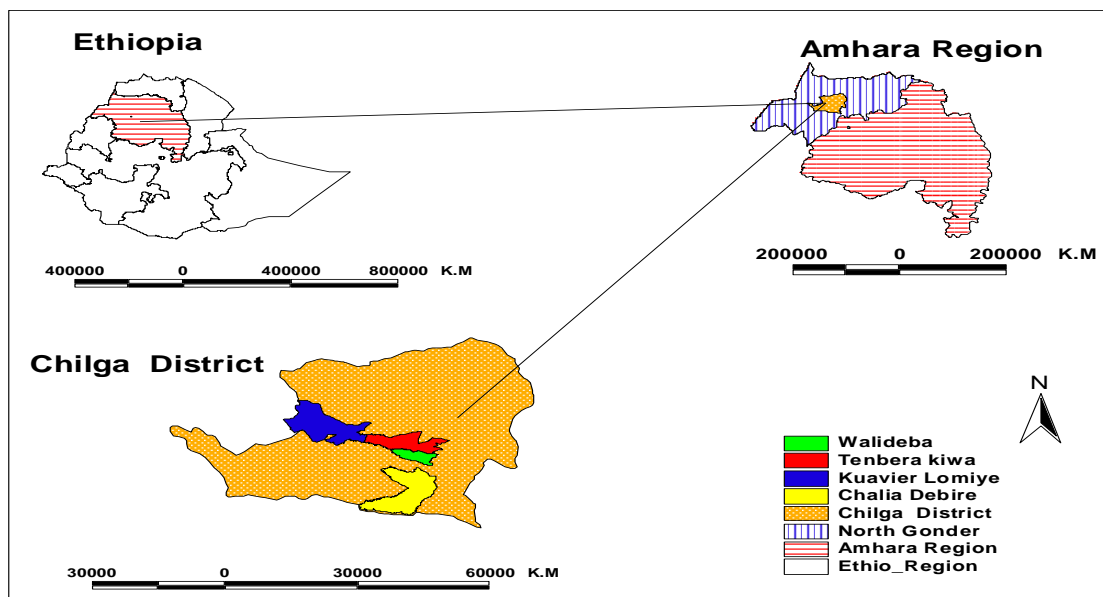 Ethiopia
Amhara Region
400000 0 400000 800000 K.M
2000000 0 200000 K.M
Chilga District
N
Walideba
Tenbera kiwa
Kuavier Lomiye
Chalia Debire
Chilga District
North Gonder
Amhara Region
Ethio_Region
30000 0 30000 60000 K.M